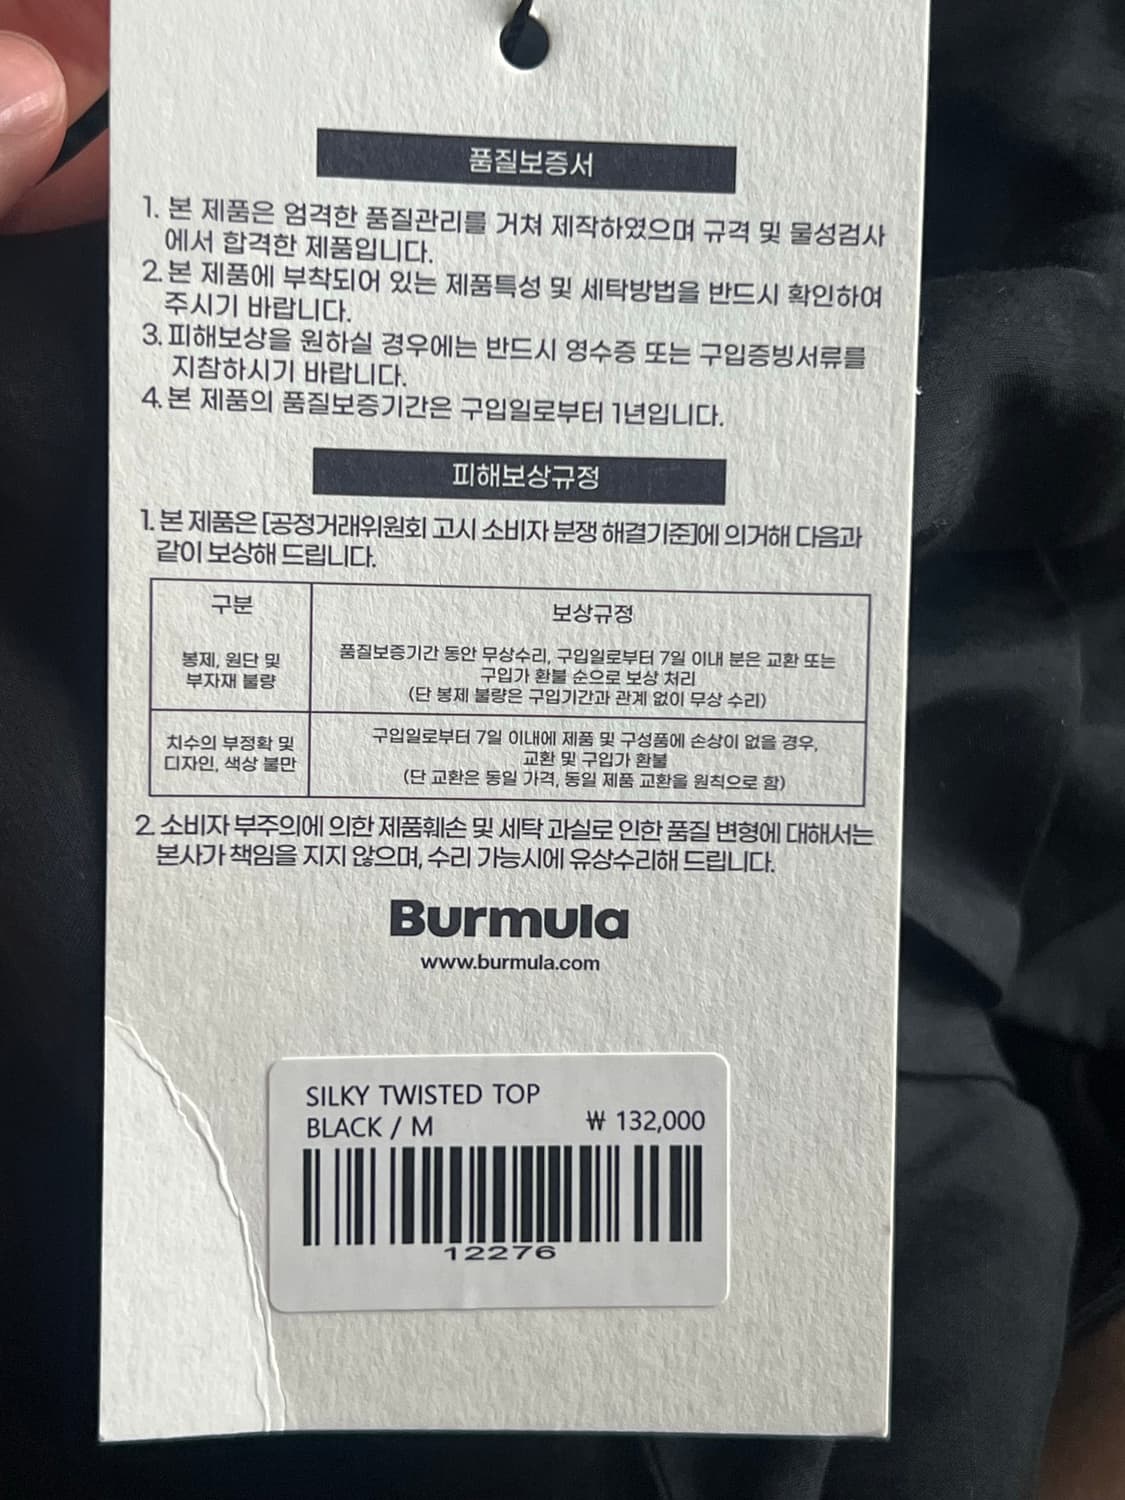 품질보증서
1. 본 제품은 엄격한 품질관리를 거쳐 제작하였으며 규격 및 물성검사
에서 합격한 제품입니다.
2. 본 제품에 부착되어 있는 제품특성 및 세탁방법을 반드시 확인하여
주시기 바랍니다.
3. 피해보상을 원하실 경우에는 반드시 영수증 또는 구입증빙서류를
지참하시기 바랍니다.
4. 본 제품의 품질보증기간은 구입일로부터 1년입니다.
피해보상규정
1. 본 제품은 [공정거래위원회 고시 소비자 분쟁 해결기준]에 의거해 다음과
같이 보상해 드립니다.
구분
보상규정
봉제, 원단 및
부자재 불량
품질보증기간 동안 무상수리, 구입일로부터 7일 이내 분은 교환 또는
구입가 환불 순으로 보상 처리
(단 봉제 불량은 구입기간과 관계 없이 무상 수리)
치수의 부정확 및
디자인, 색상 불만
구입일로부터 7일 이내에 제품 및 구성품에 손상이 없을 경우,
교환 및 구입가 환불
(단 교환은 동일 가격, 동일 제품 교환을 원칙으로 함)
2. 소비자 부주의에 의한 제품훼손 및 세탁 과실로 인한 품질 변형에 대해서는
본사가 책임을 지지 않으며, 수리 가능시에 유상수리해 드립니다.
Burmula
www.burmula.com
SILKY TWISTED TOP
BLACK / M ₩ 132,000
12276